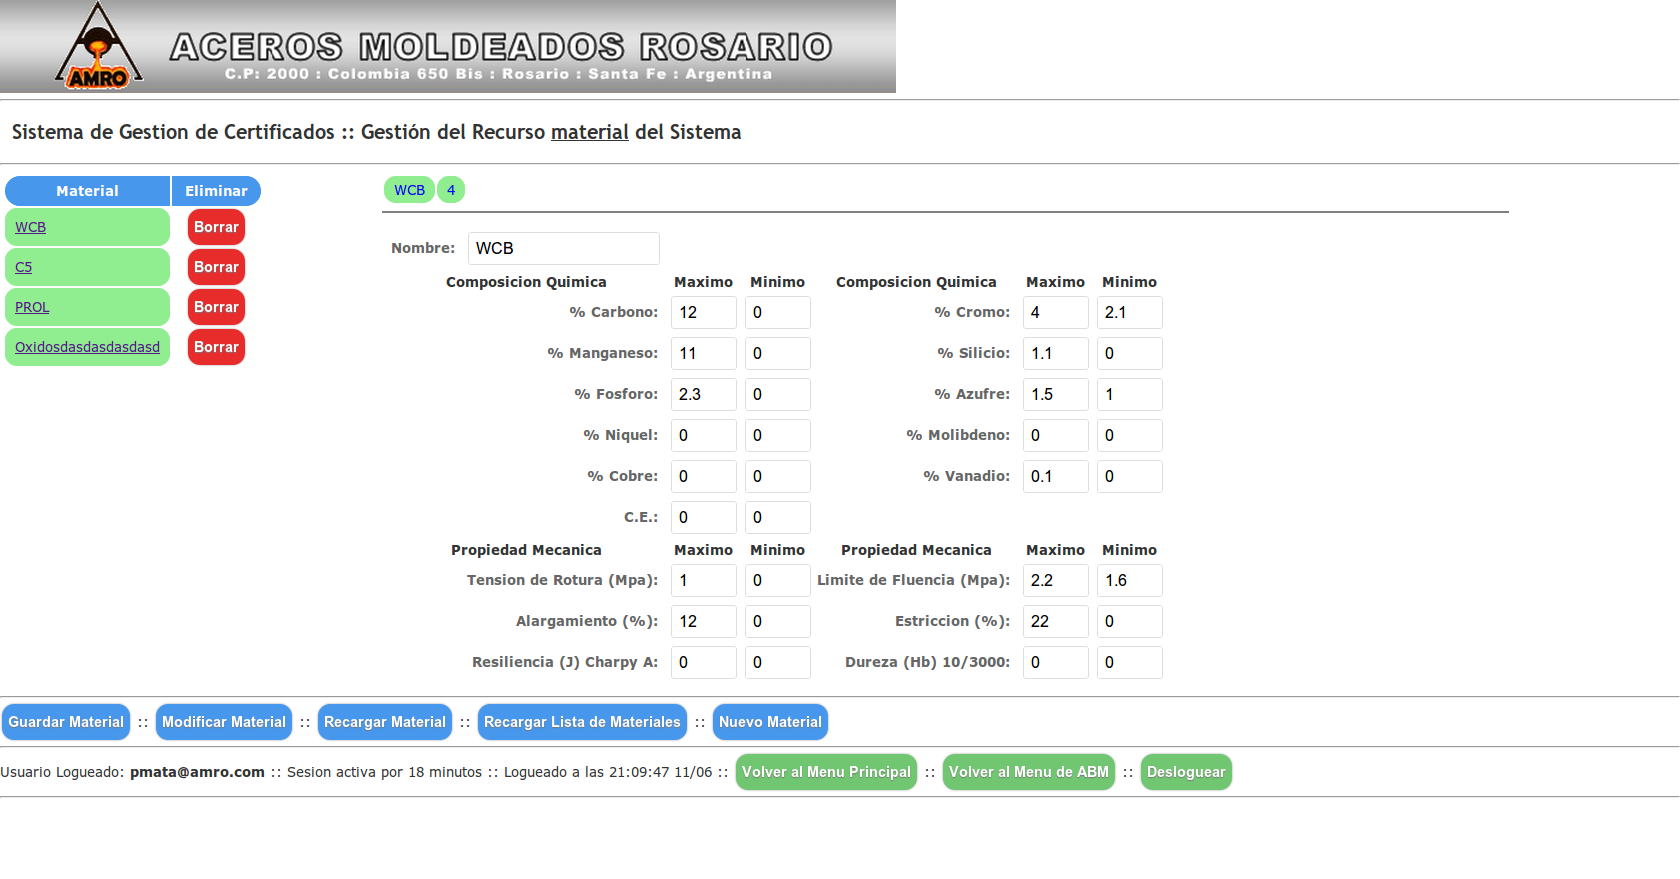 AMRO
ACEROS MOLDEADOS ROSARIO
C.P: 2000 : Colombia 650 Bis : Rosario : Santa Fe : Argentina
Sistema de Gestion de Certificados :: Gestión del Recurso material del Sistema
Material Eliminar
WCB Borrar
C5 Borrar
PROL Borrar
Oxidosdasdasdasdasd Borrar
WCB 4
Nombre: WCB
Composicion Quimica Maximo Minimo Composicion Quimica Maximo Minimo
% Carbono: 12 0 % Cromo: 4 2.1
% Manganeso: 11 0 % Silicio: 1.1 0
% Fosforo: 2.3 0 % Azufre: 1.5 1
% Niquel: 0 0 % Molibdeno: 0 0
% Cobre: 0 0 % Vanadio: 0.1 0
C.E.: 0 0
Propiedad Mecanica Maximo Minimo Propiedad Mecanica Maximo Minimo
Tension de Rotura (Mpa): 1 0 Limite de Fluencia (Mpa): 2.2 1.6
Alargamiento (%): 12 0 Estriccion (%): 22 0
Resiliencia (J) Charpy A: 0 0 Dureza (Hb) 10/3000: 0 0
Guardar Material :: Modificar Material :: Recargar Material :: Recargar Lista de Materiales :: Nuevo Material
Usuario Logueado: pmata@amro.com :: Sesion activa por 18 minutos :: Logueado a las 21:09:47 11/06 :: Volver al Menu Principal :: Volver al Menu de ABM :: Desloguear